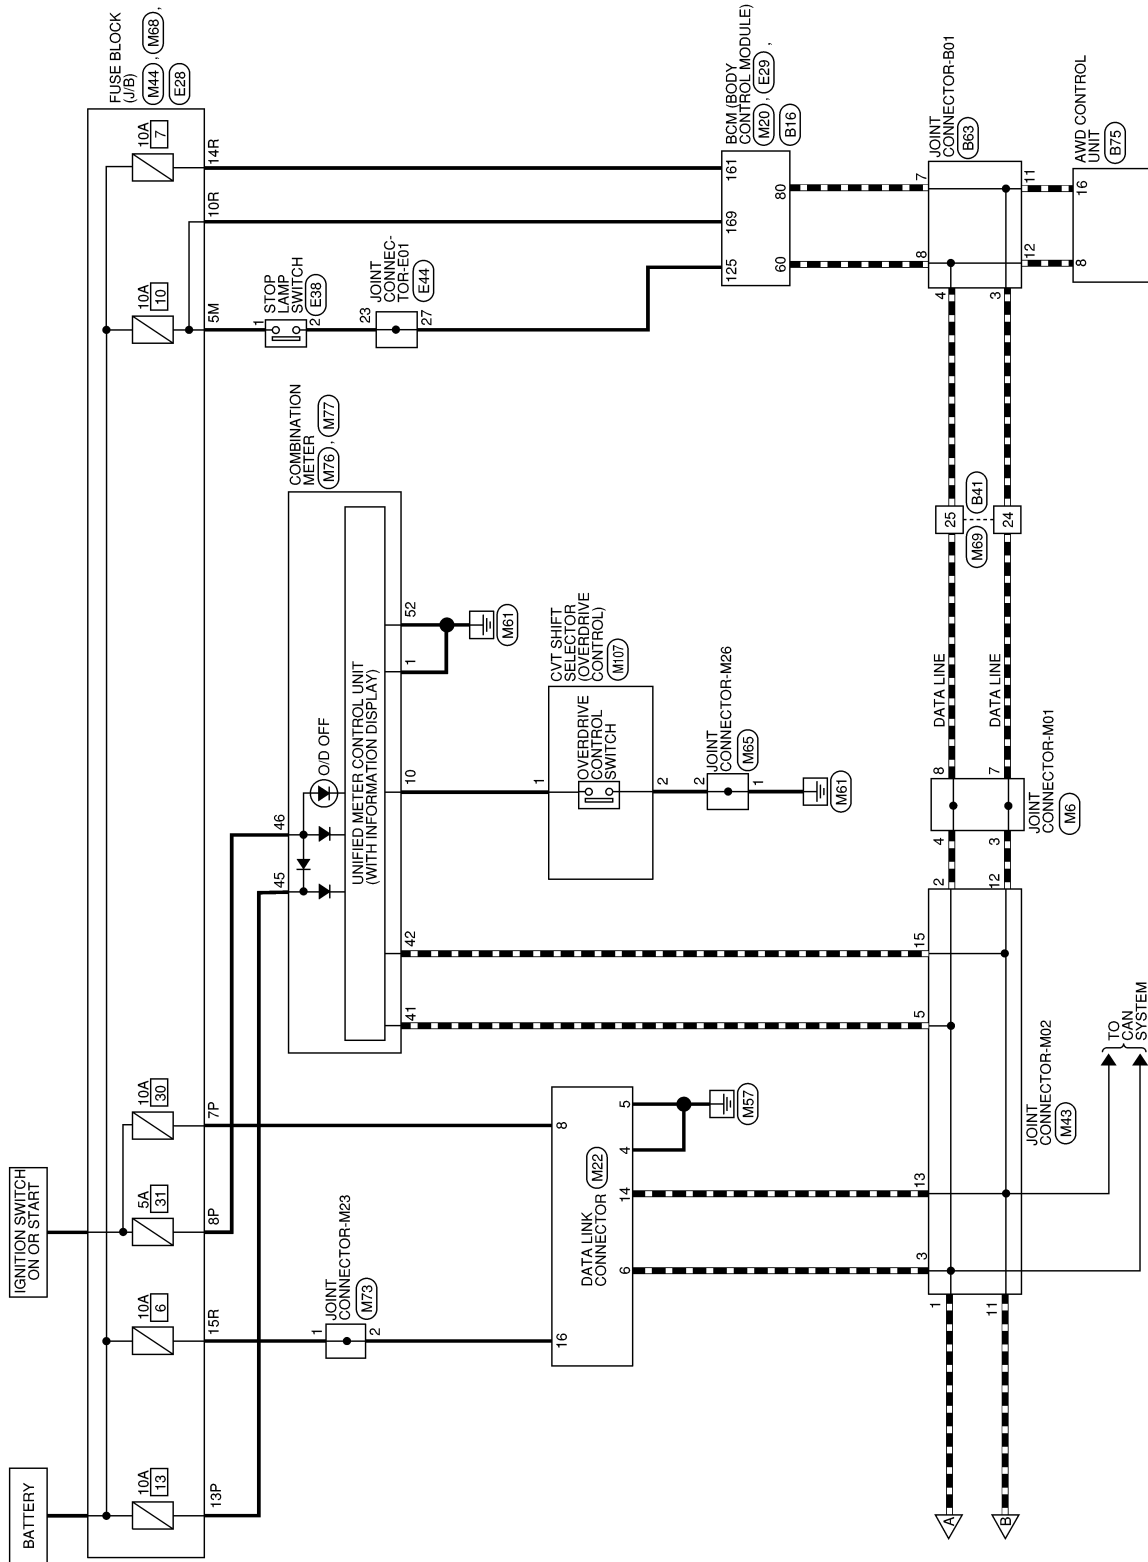 BATTERY
IGNITION SWITCH
ON OR START
FUSE BLOCK
(J/B)
M44 , M68 ,
E28
10A
13
10A
6
5A
31
10A
30
10A
10
10A
7
13P
15R
8P
7P
5M
10R
14R
JOINT
CONNECTOR-M23
M73
1
2
COMBINATION
METER
M76 , M77
45
46
O/D OFF
UNIFIED METER CONTROL UNIT
(WITH INFORMATION DISPLAY)
41
42
10
1
52
M61
STOP
LAMP
SWITCH
E38
1
2
JOINT
CONNEC-
TOR-E01
E44
23
27
DATA LINK
CONNECTOR
M22
16
8
6
14
4
5
M57
CVT SHIFT
SELECTOR
(OVERDRIVE
CONTROL)
M107
OVERDRIVE
CONTROL
SWITCH
1
2
JOINT
CONNECTOR-M26
M65
2
1
M61
BCM (BODY
CONTROL MODULE)
M20 , E29 ,
B16
125
169
161
60
80
JOINT
CONNECTOR-M02
M43
1
11
3
13
5
15
2
12
TO
CAN
SYSTEM
JOINT
CONNECTOR-M01
M6
4
3
8
7
DATA LINE
DATA LINE
25
24
M69
B41
JOINT
CONNECTOR-B01
B63
4
3
8
7
12
11
AWD CONTROL
UNIT
B75
8
16
A
B